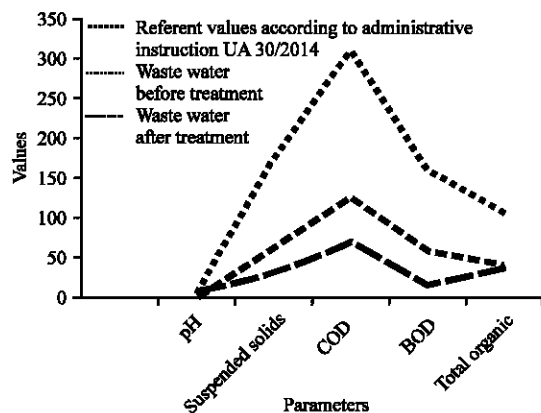 Referent values according to administrative
instruction UA 30/2014
Waste water
before treatment
Waste water
after treatment
350
300
250
200
150
100
50
0
Values
pH
Suspended solids
COD
BOD
Total organic
Parameters